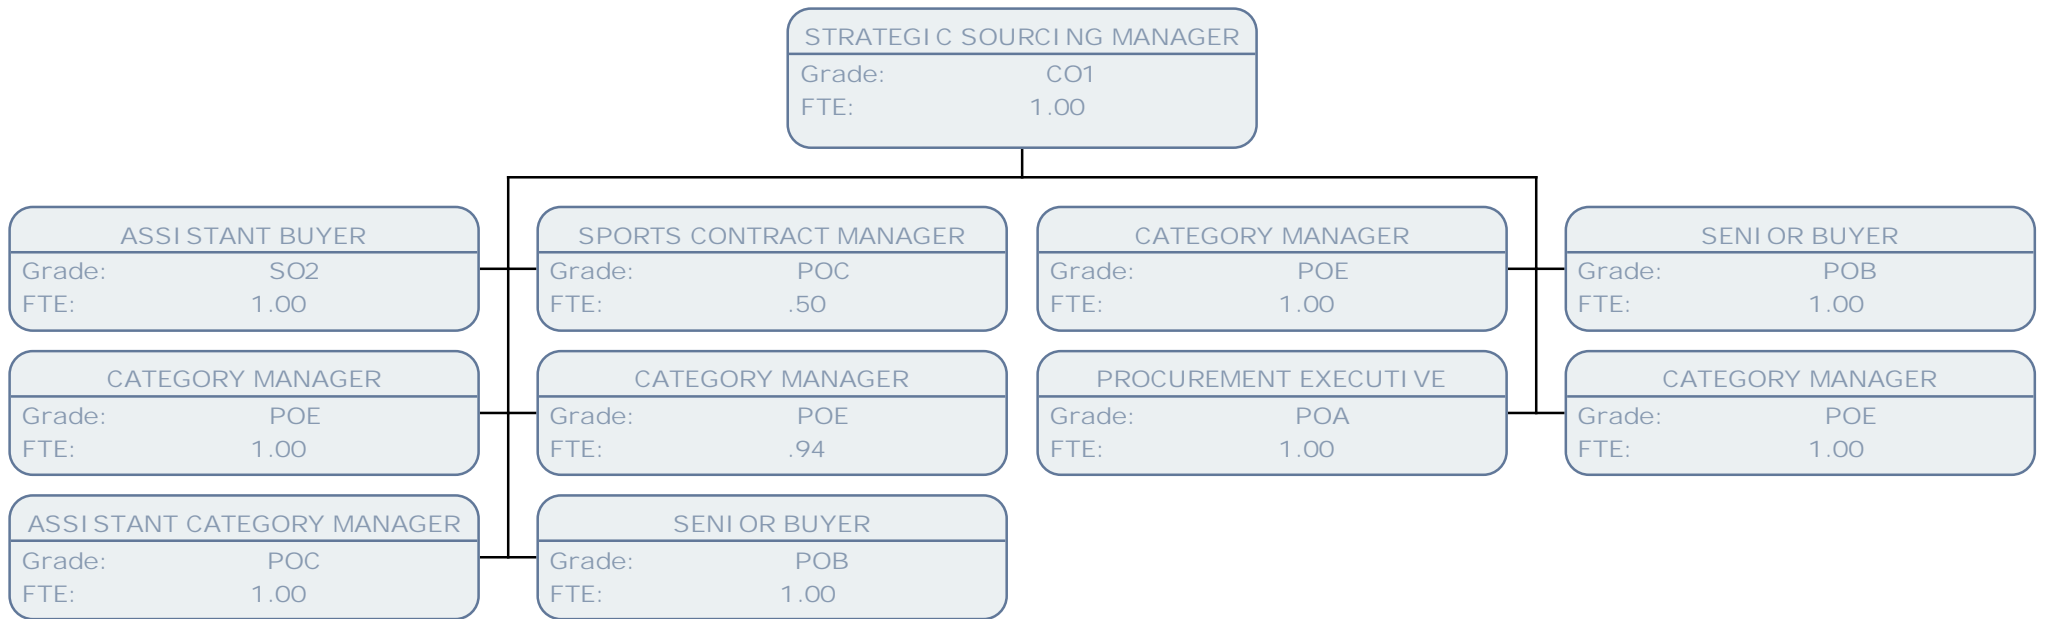 STRATEGIC SOURCING MANAGER
Grade: CO1
FTE: 1.00
ASSISTANT BUYER
Grade: SO2
FTE: 1.00
SPORTS CONTRACT MANAGER
Grade: POC
FTE: .50
CATEGORY MANAGER
Grade: POE
FTE: 1.00
SENIOR BUYER
Grade: POB
FTE: 1.00
CATEGORY MANAGER
Grade: POE
FTE: 1.00
CATEGORY MANAGER
Grade: POE
FTE: .94
PROCUREMENT EXECUTIVE
Grade: POA
FTE: 1.00
CATEGORY MANAGER
Grade: POE
FTE: 1.00
ASSISTANT CATEGORY MANAGER
Grade: POC
FTE: 1.00
SENIOR BUYER
Grade: POB
FTE: 1.00